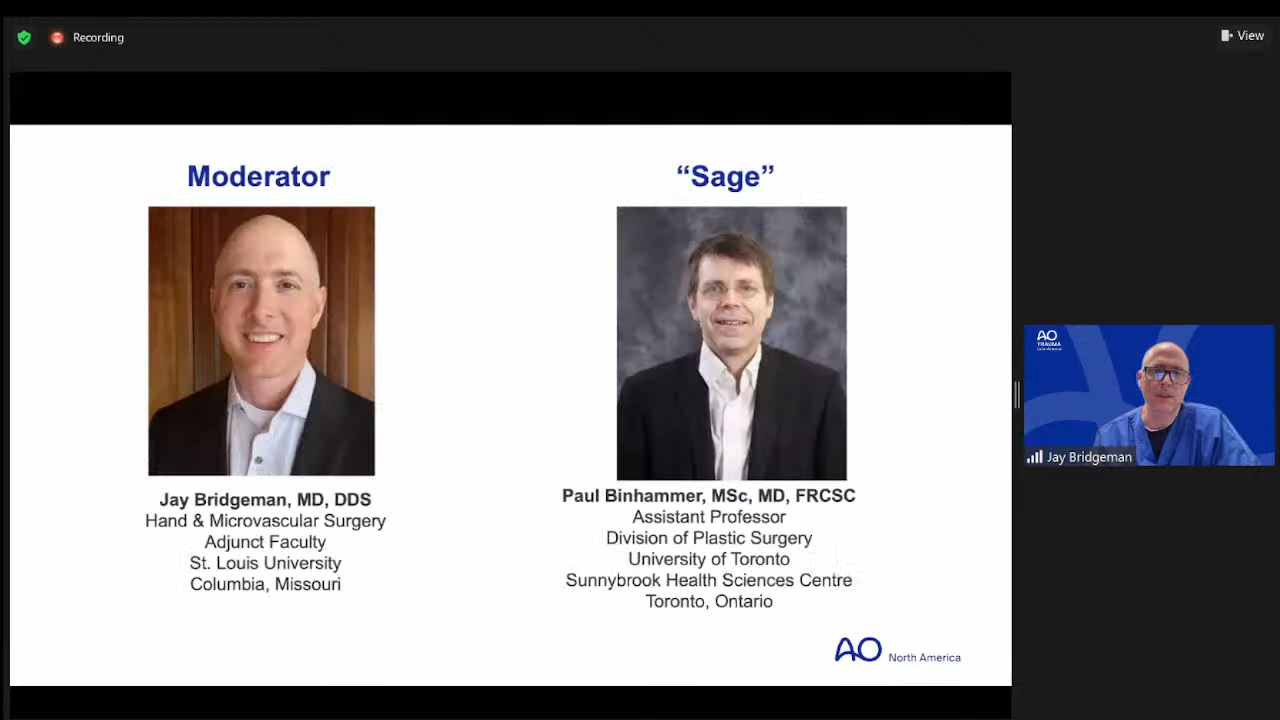 Recording
View
Moderator
“Sage”
Jay Bridgeman, MD, DDS
Hand & Microvascular Surgery
Adjunct Faculty
St. Louis University
Columbia, Missouri
Paul Binhammer, MSc, MD, FRCSC
Assistant Professor
Division of Plastic Surgery
University of Toronto
Sunnybrook Health Sciences Centre
Toronto, Ontario
AO North America
AO
TRAUMA
Jay Bridgeman